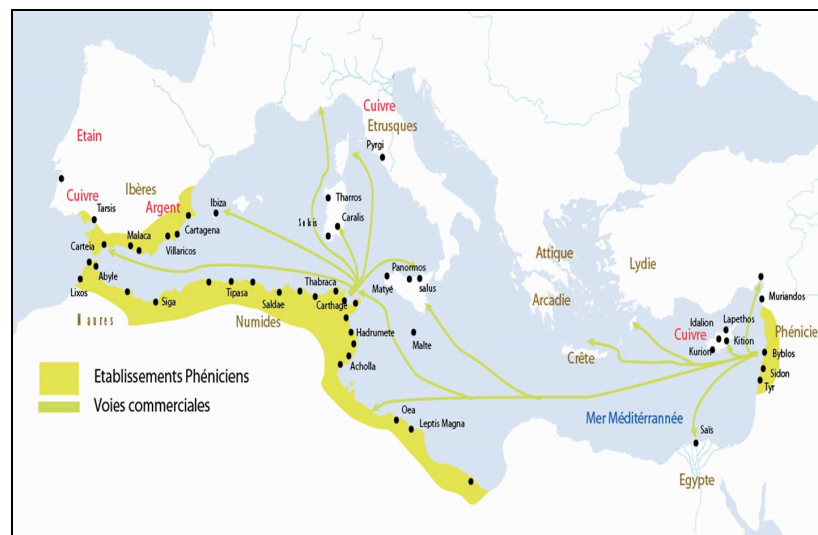 Cuivre
Etrusques
Pyrgi
Etain
Ibères
Cuivre
Argent
Tarsis
Ibiza
Tharros
Caralis
Sulcis
Cartagena
Carteia
Malaca
Villaricos
Abyle
Lixos
Siga
Tipasa
Saldae
Thabraca
Carthage
Maures
Numides
Hadrumete
Acholla
Panormos
Matyé
salus
Malte
Oea
Leptis Magna
Attique
Arcadie
Lydie
Crête
Muriandos
Idalion
Lapethos
Cuivre
Kition
Kurion
Phénicie
Byblos
Sidon
Tyr
Mer Méditérrannée
Saïs
Egypte
Etablissements Phéniciens
Voies commerciales